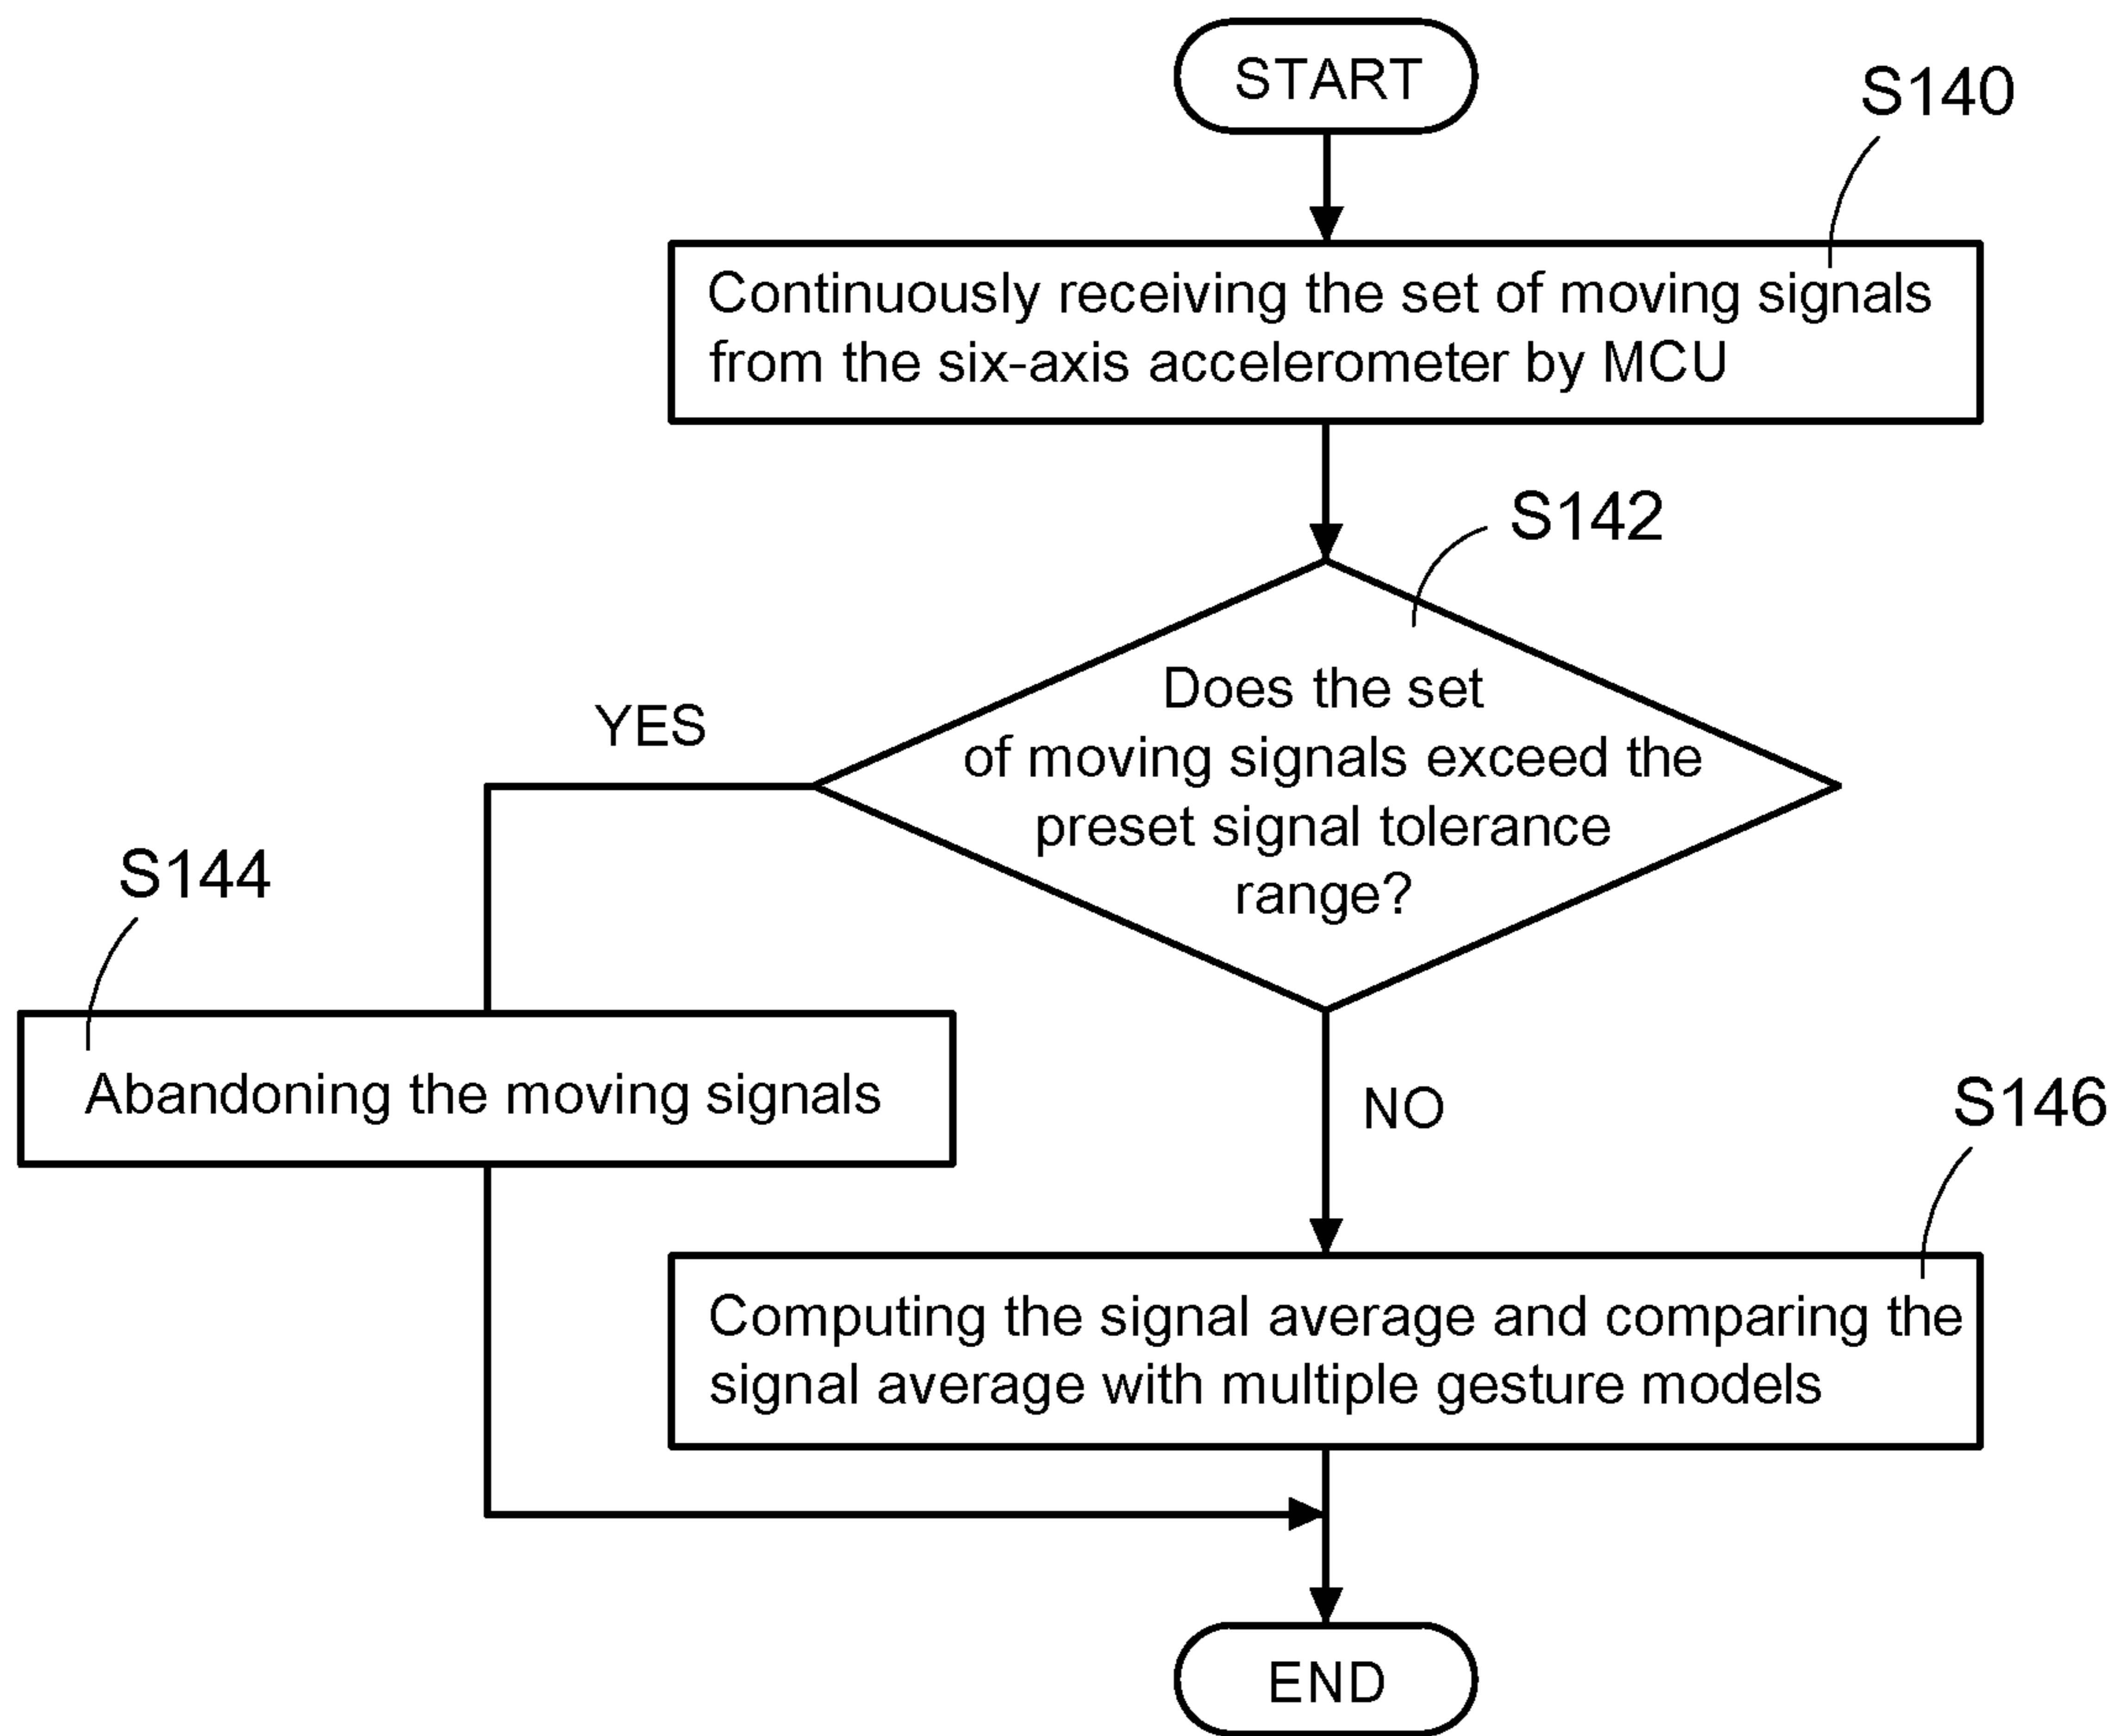 START
S140
Continuously receiving the set of moving signals
from the six-axis accelerometer by MCU
S142
Does the set
of moving signals exceed the
preset signal tolerance
range?
YES
S144
Abandoning the moving signals
NO
S146
Computing the signal average and comparing the
signal average with multiple gesture models
END